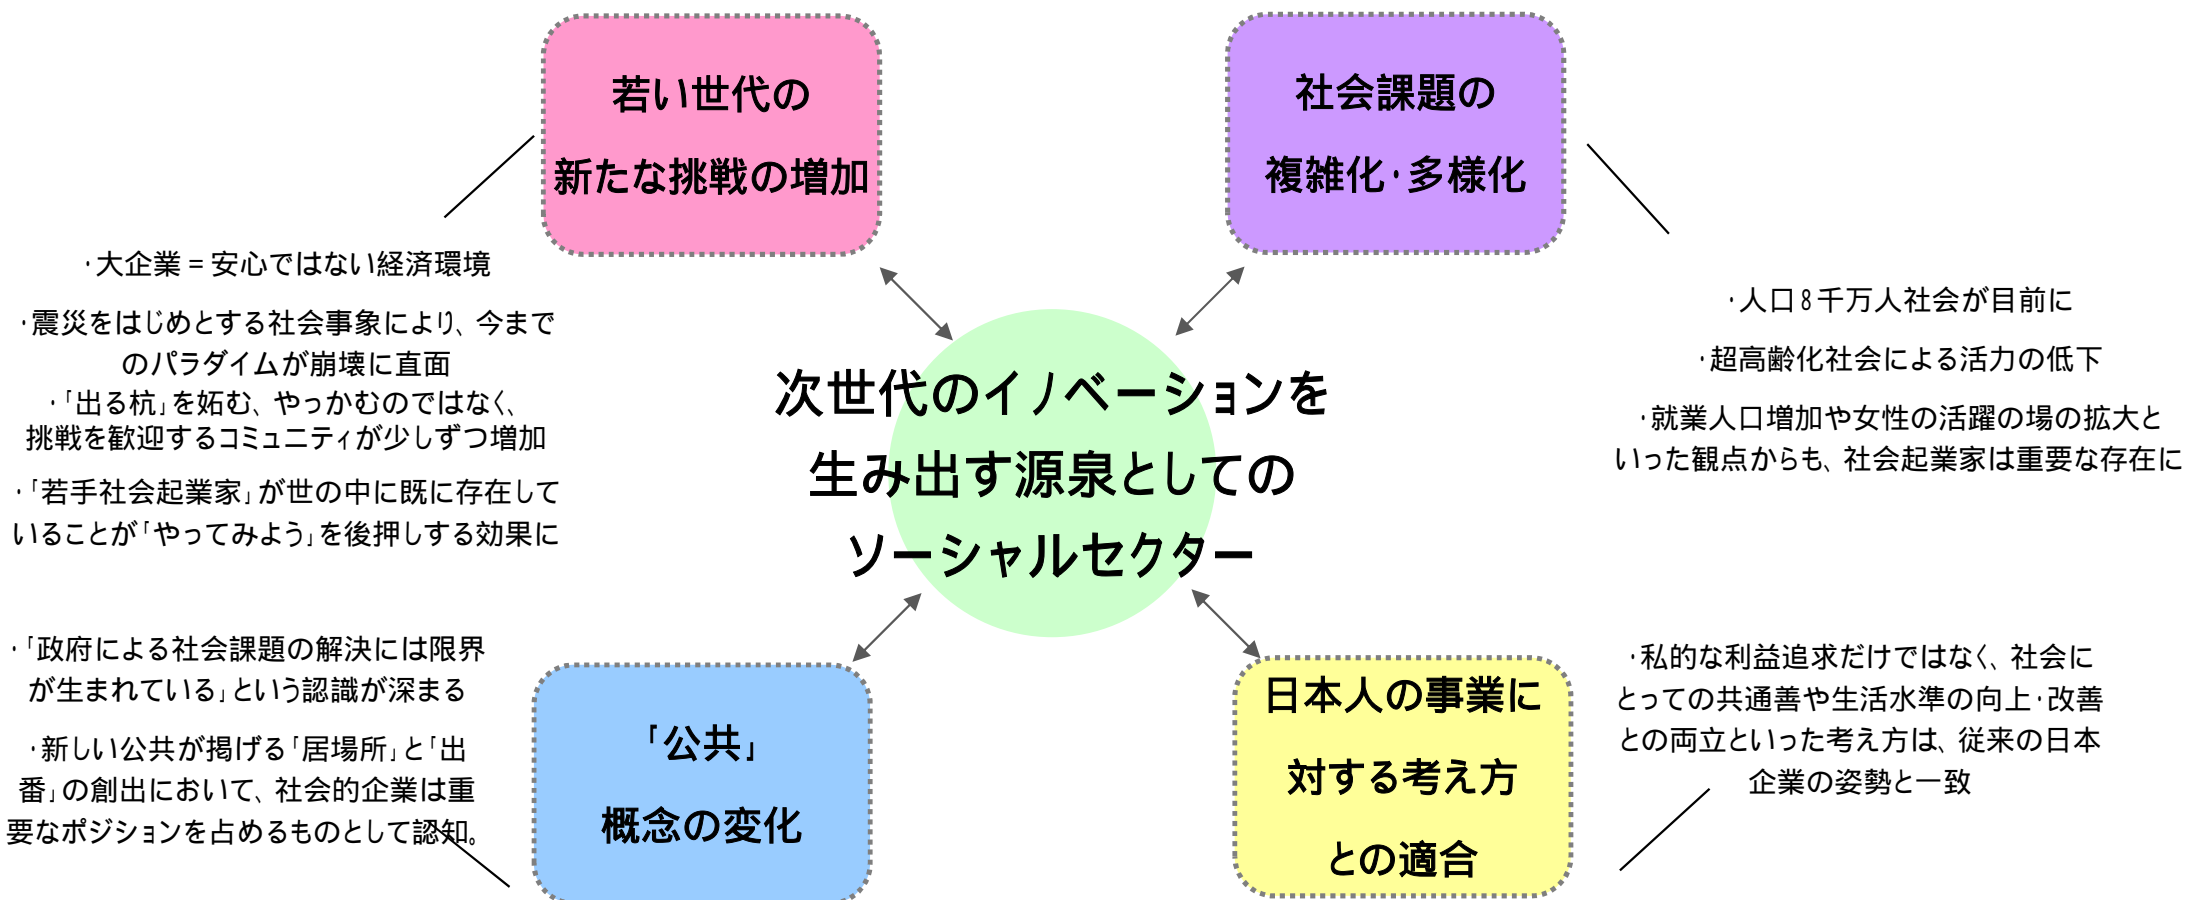 若い世代の
新たな挑戦の増加
・大企業=安心ではない経済環境
・震災をはじめとする社会事象により、今まで
のパラダイムが崩壊に直面
・「出る杭」を妬む、やっかむのではなく、
挑戦を歓迎するコミュニティが少しずつ増加
・「若手社会起業家」が世の中に既に存在して
いることが「やってみよう」を後押しする効果に
社会課題の
複雑化・多様化
・人口8千万人社会が目前に
・超高齢化社会による活力の低下
・就業人口増加や女性の活躍の場の拡大と
いった観点からも、社会起業家は重要な存在に
次世代のイノベーションを
生み出す源泉としての
ソーシャルセクター
・「政府による社会課題の解決には限界
が生まれている」という認識が深まる
・新しい公共が掲げる「居場所」と「出
番」の創出において、社会的企業は重
要なポジションを占めるものとして認知。
「公共」
概念の変化
日本人の事業に
対する考え方
との適合
・私的な利益追求だけではなく、社会に
とっての共通善や生活水準の向上・改善
との両立といった考え方は、従来の日本
企業の姿勢と一致